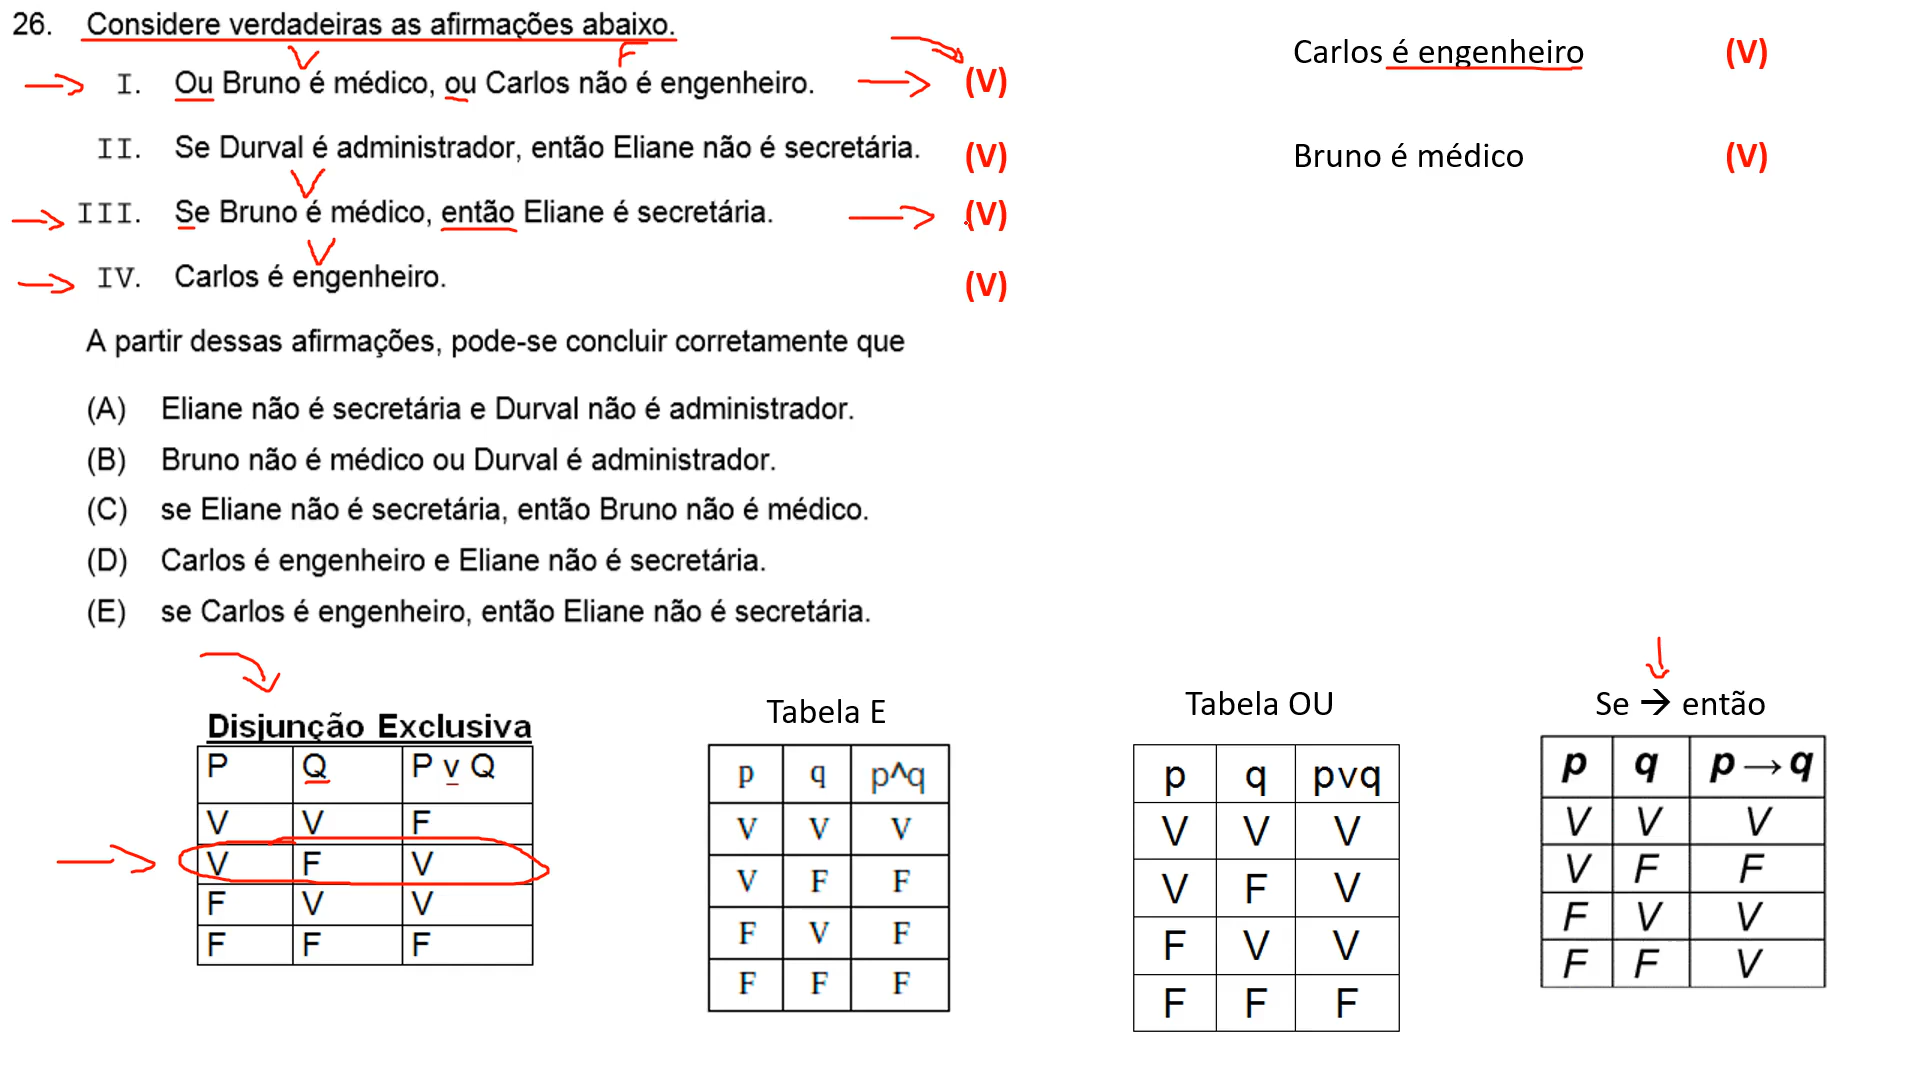 26. Considere verdadeiras as afirmações abaixo.
V F
I. Ou Bruno é médico, ou Carlos não é engenheiro. (V)
II. Se Durval é administrador, então Eliane não é secretária. (V)
V
III. Se Bruno é médico, então Eliane é secretária. (V)
V
IV. Carlos é engenheiro. (V)
A partir dessas afirmações, pode-se concluir corretamente que
(A) Eliane não é secretária e Durval não é administrador.
(B) Bruno não é médico ou Durval é administrador.
(C) se Eliane não é secretária, então Bruno não é médico.
(D) Carlos é engenheiro e Eliane não é secretária.
(E) se Carlos é engenheiro, então Eliane não é secretária.
Carlos é engenheiro (V)
Bruno é médico (V)
Disjunção Exclusiva
P Q P v Q
V V F
V F V
F V V
F F F
Tabela E
p q p^q
V V V
V F F
F V F
F F F
Tabela OU
p q pvq
V V V
V F V
F V V
F F F
Se → então
p q p→q
V V V
V F F
F V V
F F V